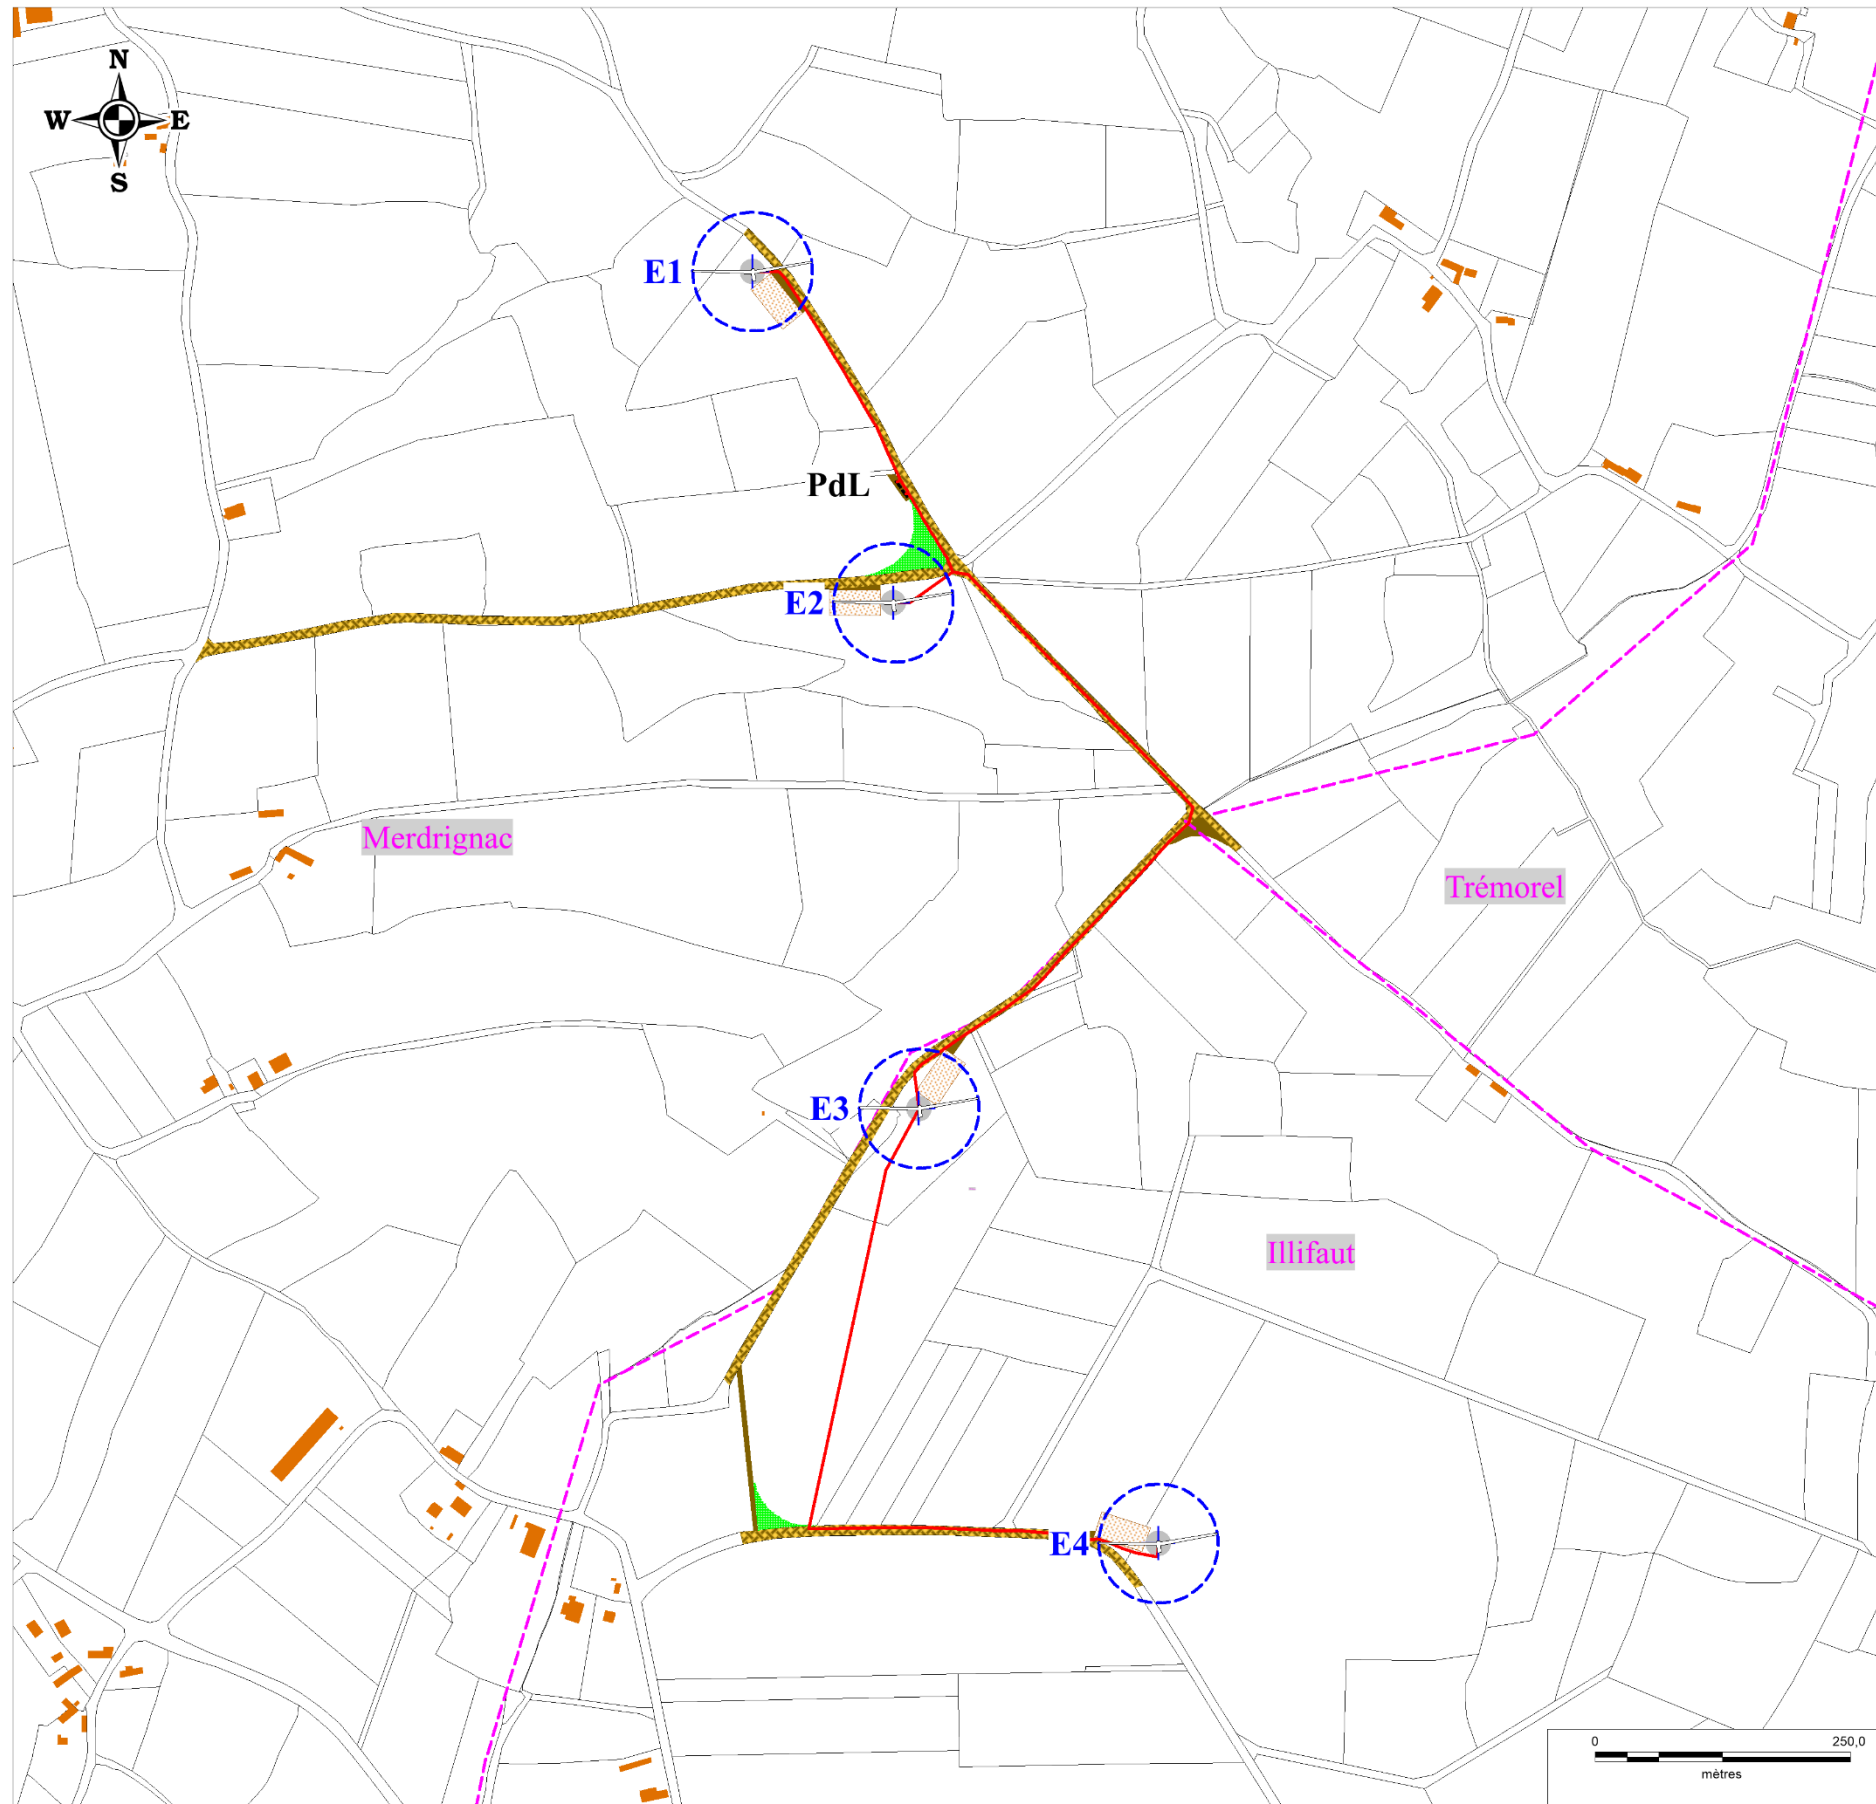 N
W E
S
E1
PdL
E2
Merdrignac
Trémorel
E3
Illifaut
E4
0 250,0
mètres